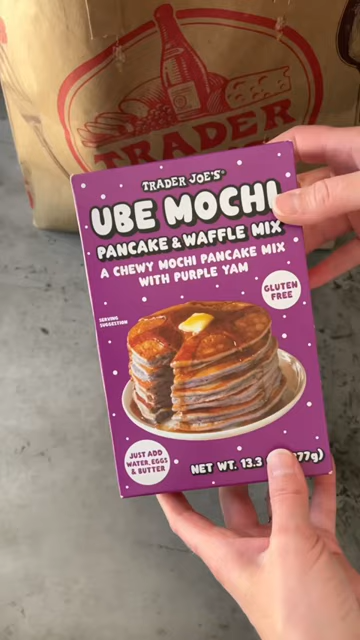 TRADER
TRADER JOE'S®
UBE MOCHI
PANCAKE & WAFFLE MIX
A CHEWY MOCHI PANCAKE MIX
WITH PURPLE YAM
GLUTEN
FREE
SERVING
SUGGESTION
JUST ADD
WATER, EGGS
& BUTTER
NET WT. 13.3